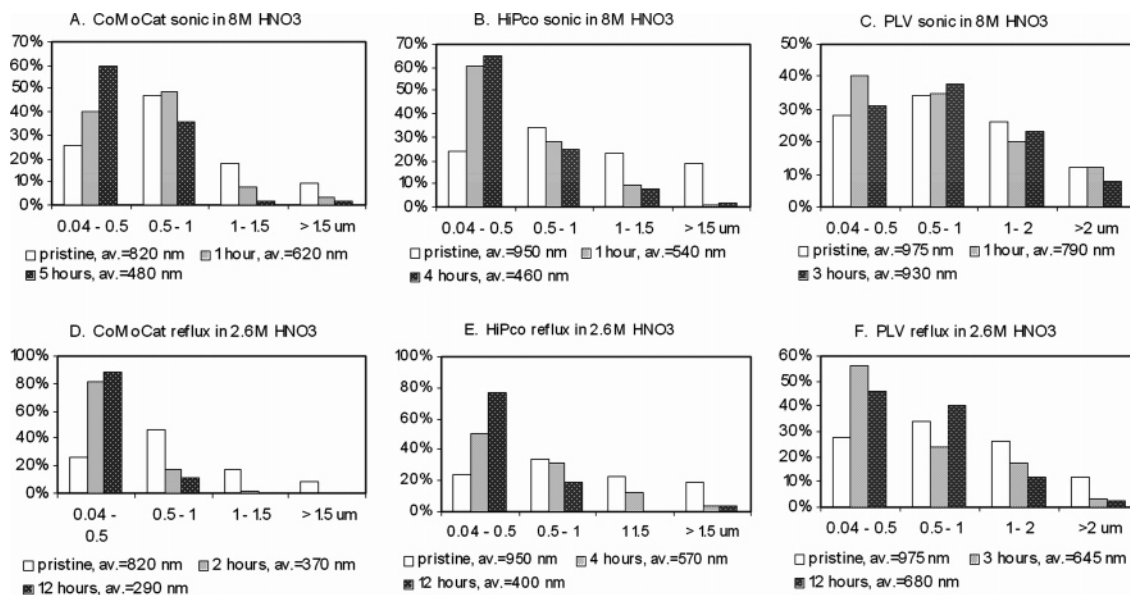 A. CoMoCat sonic in 8M HNO3
70%
60%
50%
40%
30%
20%
10%
0%
0.04 - 0.5 0.5 - 1 1 - 1.5 > 1.5 um
pristine, av.=820 nm 1 hour, av.=620 nm
5 hours, av.=480 nm
B. HiPco sonic in 8M HNO3
70%
60%
50%
40%
30%
20%
10%
0%
0.04 - 0.5 0.5 - 1 1 - 1.5 > 1.5 um
pristine, av.=950 nm 1 hour, av.=540 nm
4 hours, av.=460 nm
C. PLV sonic in 8M HNO3
50%
40%
30%
20%
10%
0%
0.04 - 0.5 0.5 - 1 1 - 2 >2 um
pristine, av.=975 nm 1 hour, av.=790 nm
3 hours, av.=930 nm
D. CoMoCat reflux in 2.6M HNO3
100%
80%
60%
40%
20%
0%
0.04 - 0.5 - 1 1 - 1.5 > 1.5 um
0.5
pristine, av.=820 nm 2 hours, av.=370 nm
12 hours, av.=290 nm
E. HiPco reflux in 2.6M HNO3
100%
80%
60%
40%
20%
0%
0.04 - 0.5 0.5 - 1 11.5 > 1.5 um
pristine, av.=950 nm 4 hours, av.=570 nm
12 hours, av.=400 nm
F. PLV reflux in 2.6M HNO3
60%
50%
40%
30%
20%
10%
0%
0.04 - 0.5 0.5 - 1 1 - 2 >2 um
pristine, av.=975 nm 3 hours, av.=645 nm
12 hours, av.=680 nm